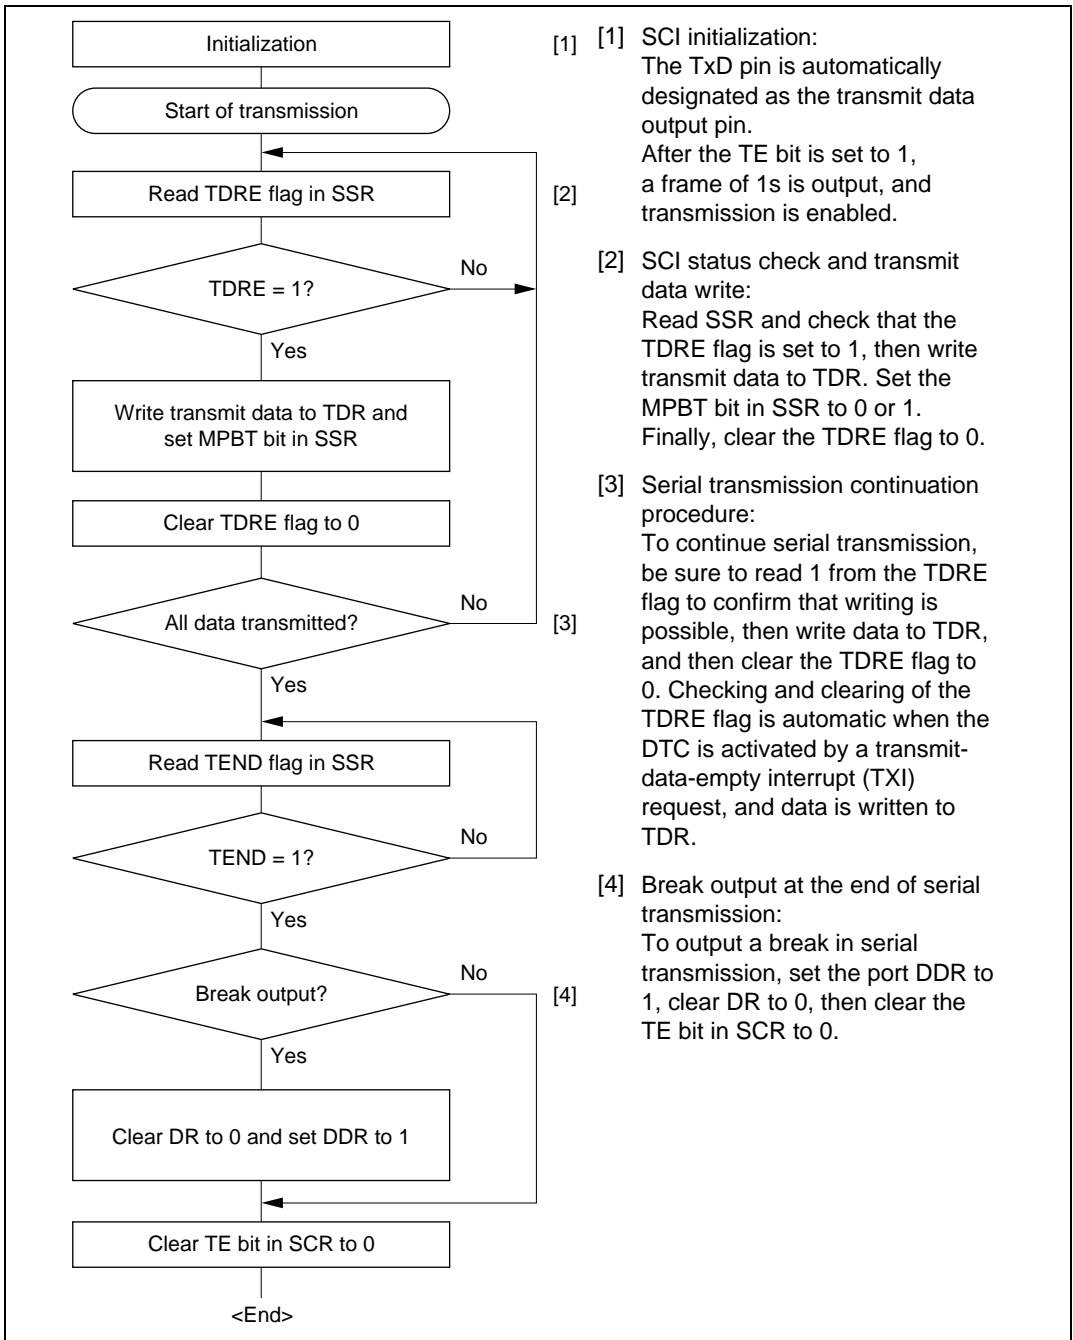 Initialization
[1]
Start of transmission
Read TDRE flag in SSR
[2]
TDRE = 1?
No
Yes
Write transmit data to TDR and
set MPBT bit in SSR
Clear TDRE flag to 0
All data transmitted?
No
[3]
Yes
Read TEND flag in SSR
TEND = 1?
No
Yes
Break output?
No
[4]
Yes
Clear DR to 0 and set DDR to 1
Clear TE bit in SCR to 0
<End>
[1] SCI initialization:
The TxD pin is automatically
designated as the transmit data
output pin.
After the TE bit is set to 1,
a frame of 1s is output, and
transmission is enabled.
[2] SCI status check and transmit
data write:
Read SSR and check that the
TDRE flag is set to 1, then write
transmit data to TDR. Set the
MPBT bit in SSR to 0 or 1.
Finally, clear the TDRE flag to 0.
[3] Serial transmission continuation
procedure:
To continue serial transmission,
be sure to read 1 from the TDRE
flag to confirm that writing is
possible, then write data to TDR,
and then clear the TDRE flag to
0. Checking and clearing of the
TDRE flag is automatic when the
DTC is activated by a transmit-
data-empty interrupt (TXI)
request, and data is written to
TDR.
[4] Break output at the end of serial
transmission:
To output a break in serial
transmission, set the port DDR to
1, clear DR to 0, then clear the
TE bit in SCR to 0.